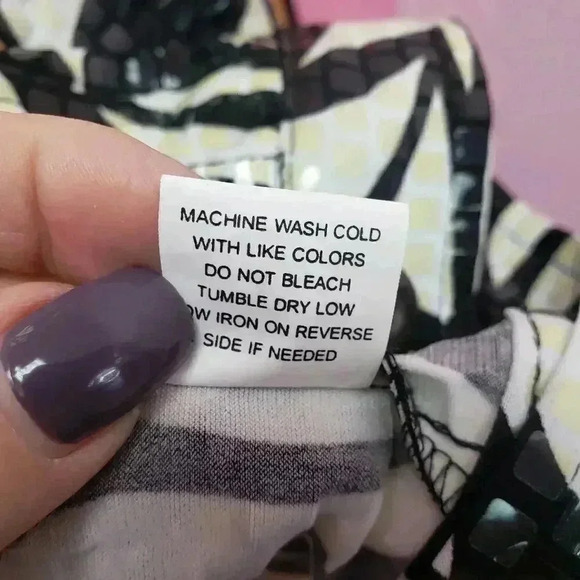 MACHINE WASH COLD
WITH LIKE COLORS
DO NOT BLEACH
TUMBLE DRY LOW
IRON ON REVERSE
SIDE IF NEEDED